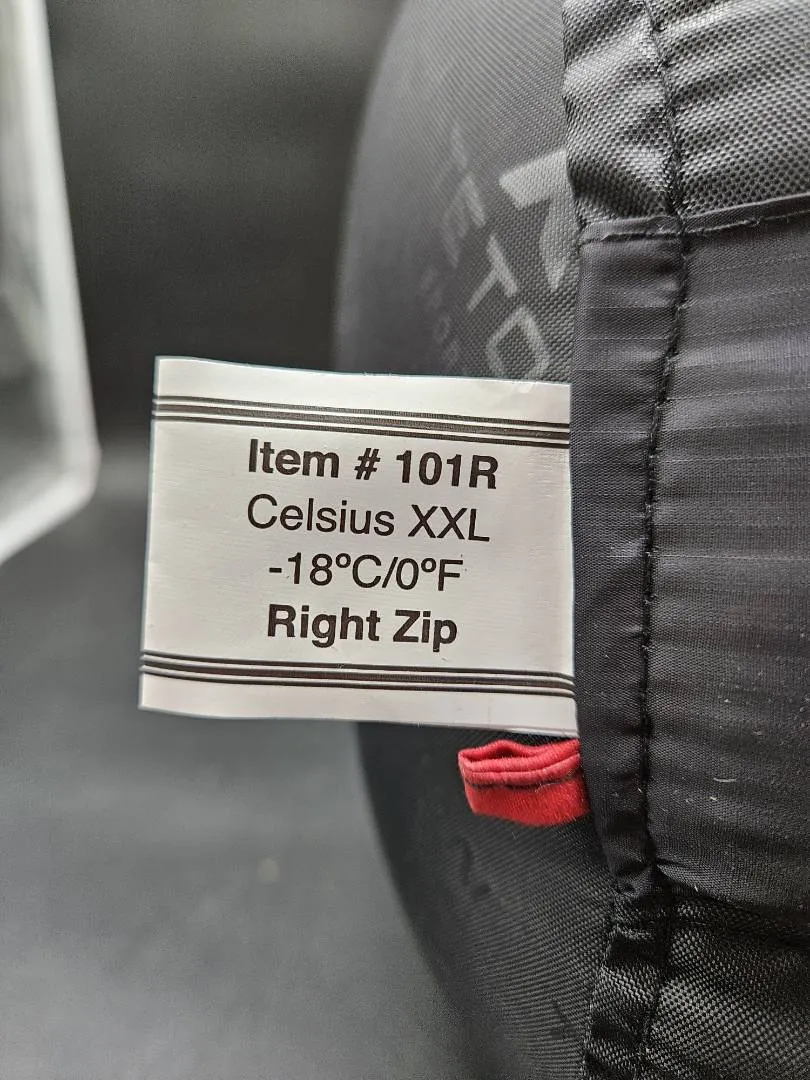 Item # 101R
Celsius XXL
-18ºC/0ºF
Right Zip